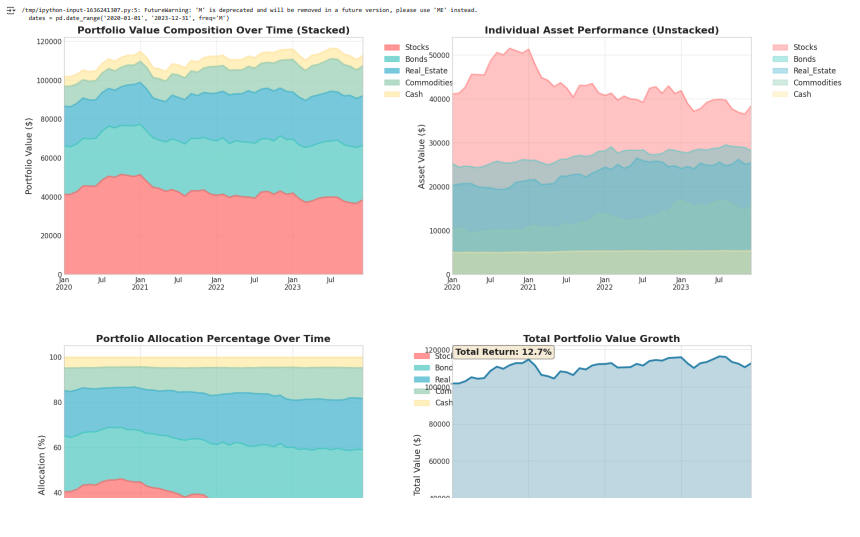 /tmp/ipython-input-1636241307.py:5: FutureWarning: 'M' is deprecated and will be removed in a future version, please use 'ME' instead.
dates = pd.date_range('2020-01-01', '2023-12-31', freq='M')
Portfolio Value Composition Over Time (Stacked)
120000
100000
80000
60000
40000
20000
0
Portfolio Value ($)
Jan
2020
Jul
Jan
2021
Jul
Jan
2022
Jul
Jan
2023
Jul
Stocks
Bonds
Real_Estate
Commodities
Cash
Individual Asset Performance (Unstacked)
50000
40000
30000
20000
10000
0
Asset Value ($)
Jan
2020
Jul
Jan
2021
Jul
Jan
2022
Jul
Jan
2023
Jul
Stocks
Bonds
Real_Estate
Commodities
Cash
Portfolio Allocation Percentage Over Time
100
80
60
40
Allocation (%)
Stoc
Bond
Real
Com
Cash
Total Portfolio Value Growth
Total Return: 12.7%
120000
100000
80000
60000
40000
Total Value ($)